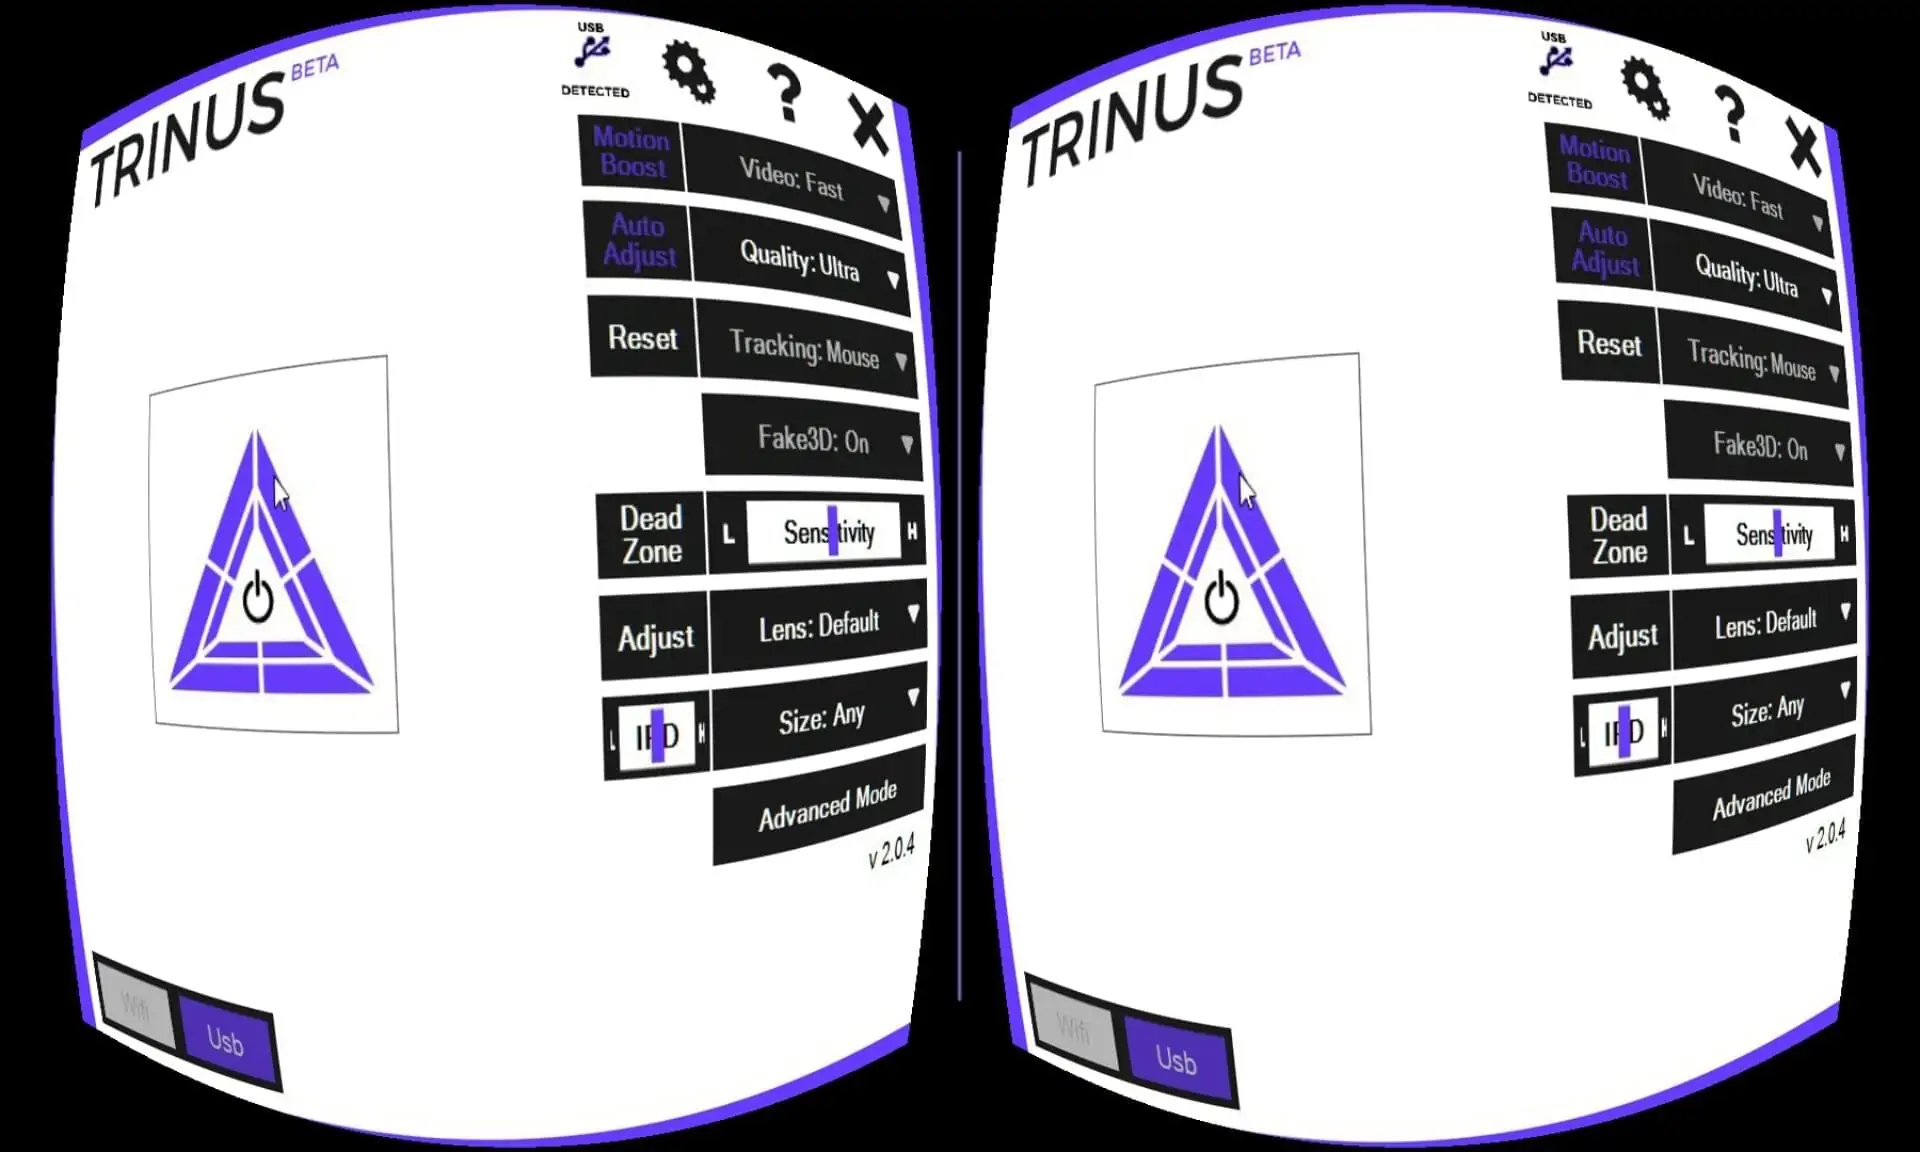 TRINUS BETA
USB
DETECTED
?
X
Motion
Boost
Video: Fast
Auto
Adjust
Quality: Ultra
Reset
Tracking: Mouse
Fake3D: On
Dead
Zone
L Sensitivity H
Adjust
Lens: Default
L IPD H
Size: Any
Advanced Mode
v 2.0.4
Wifi
Usb
TRINUS BETA
USB
DETECTED
?
X
Motion
Boost
Video: Fast
Auto
Adjust
Quality: Ultra
Reset
Tracking: Mouse
Fake3D: On
Dead
Zone
L Sensitivity H
Adjust
Lens: Default
L IPD H
Size: Any
Advanced Mode
v 2.0.4
Wifi
Usb